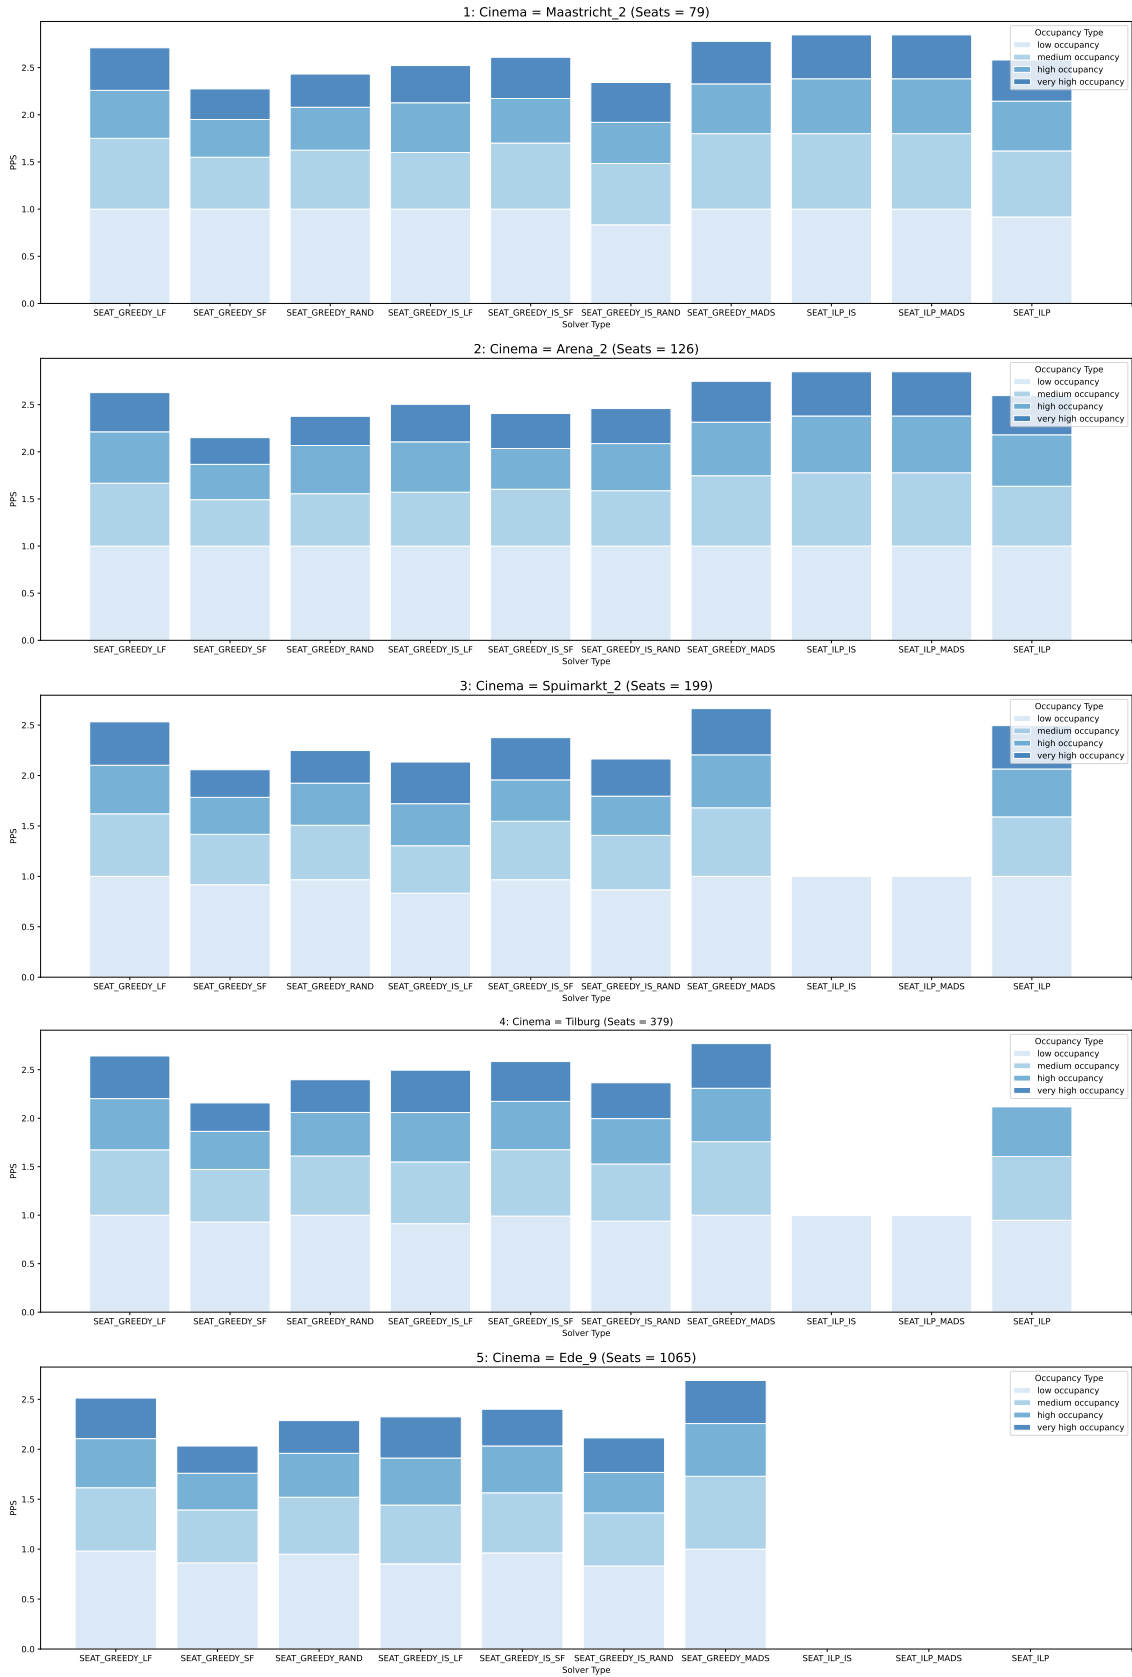 1: Cinema = Maastricht_2 (Seats = 79)
Occupancy Type
low occupancy
medium occupancy
high occupancy
very high occupancy
2.5
2.0
1.5
1.0
0.5
0.0
PPS
SEAT_GREEDY_LF SEAT_GREEDY_SF SEAT_GREEDY_RAND SEAT_GREEDY_IS_LF SEAT_GREEDY_IS_SF SEAT_GREEDY_IS_RAND SEAT_GREEDY_MADS SEAT_ILP_IS SEAT_ILP_MADS SEAT_ILP
Solver Type
2: Cinema = Arena_2 (Seats = 126)
Occupancy Type
low occupancy
medium occupancy
high occupancy
very high occupancy
2.5
2.0
1.5
1.0
0.5
0.0
PPS
SEAT_GREEDY_LF SEAT_GREEDY_SF SEAT_GREEDY_RAND SEAT_GREEDY_IS_LF SEAT_GREEDY_IS_SF SEAT_GREEDY_IS_RAND SEAT_GREEDY_MADS SEAT_ILP_IS SEAT_ILP_MADS SEAT_ILP
Solver Type
3: Cinema = Spuimarkt_2 (Seats = 199)
Occupancy Type
low occupancy
medium occupancy
high occupancy
very high occupancy
2.5
2.0
1.5
1.0
0.5
0.0
PPS
SEAT_GREEDY_LF SEAT_GREEDY_SF SEAT_GREEDY_RAND SEAT_GREEDY_IS_LF SEAT_GREEDY_IS_SF SEAT_GREEDY_IS_RAND SEAT_GREEDY_MADS SEAT_ILP_IS SEAT_ILP_MADS SEAT_ILP
Solver Type
4: Cinema = Tilburg (Seats = 379)
Occupancy Type
low occupancy
medium occupancy
high occupancy
very high occupancy
2.5
2.0
1.5
1.0
0.5
0.0
PPS
SEAT_GREEDY_LF SEAT_GREEDY_SF SEAT_GREEDY_RAND SEAT_GREEDY_IS_LF SEAT_GREEDY_IS_SF SEAT_GREEDY_IS_RAND SEAT_GREEDY_MADS SEAT_ILP_IS SEAT_ILP_MADS SEAT_ILP
Solver Type
5: Cinema = Ede_9 (Seats = 1065)
Occupancy Type
low occupancy
medium occupancy
high occupancy
very high occupancy
2.5
2.0
1.5
1.0
0.5
0.0
PPS
SEAT_GREEDY_LF SEAT_GREEDY_SF SEAT_GREEDY_RAND SEAT_GREEDY_IS_LF SEAT_GREEDY_IS_SF SEAT_GREEDY_IS_RAND SEAT_GREEDY_MADS SEAT_ILP_IS SEAT_ILP_MADS SEAT_ILP
Solver Type